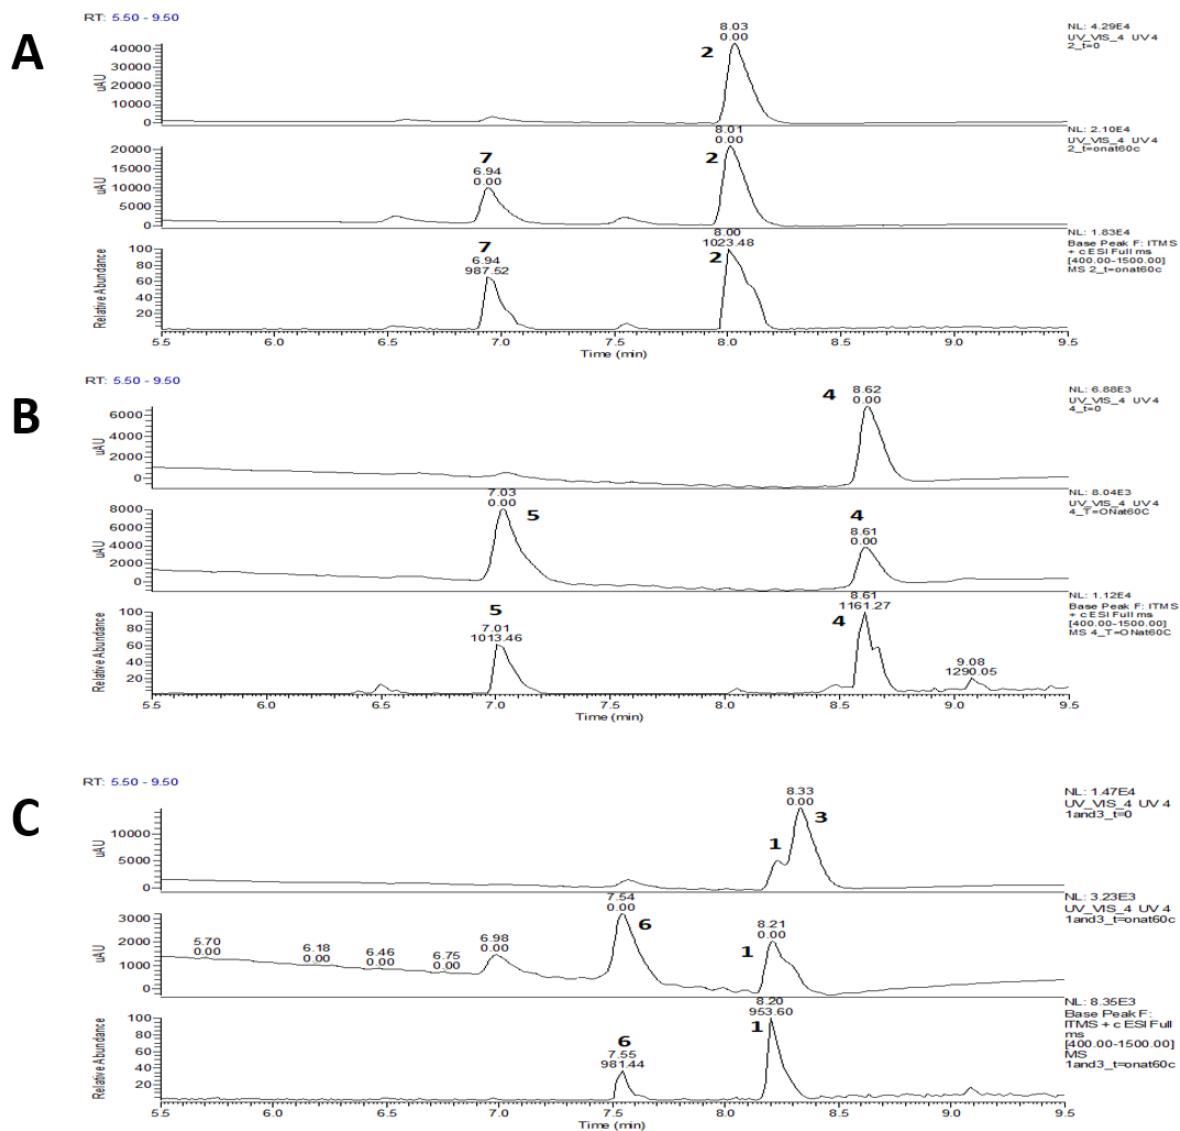 A
RT: 5.50 - 9.50
NL: 4.29E4
UV_VIS_4 UV 4
2_t=0
8.03
0.00
2
40000
30000
20000
10000
0
uAU
NL: 2.10E4
UV_VIS_4 UV 4
2_t=onat60c
8.01
0.00
2
7
6.94
0.00
20000
15000
10000
5000
0
uAU
NL: 1.83E4
Base Peak F: ITMS
+ c ESI Full ms
[400.00-1500.00]
MS 2_t=onat60c
8.00
1023.48
2
7
6.94
987.52
100
80
60
40
20
Relative Abundance
5.5 6.0 6.5 7.0 7.5 8.0 8.5 9.0 9.5
Time (min)
B
RT: 5.50 - 9.50
NL: 6.88E3
UV_VIS_4 UV 4
4_t=0
4
8.62
0.00
6000
4000
2000
0
uAU
NL: 8.04E3
UV_VIS_4 UV 4
4_T=ONat60C
7.03
0.00
5
4
8.61
0.00
8000
6000
4000
2000
0
uAU
NL: 1.12E4
Base Peak F: ITMS
+ c ESI Full ms
[400.00-1500.00]
MS 4_T=ONat60C
5
7.01
1013.46
8.61
1161.27
4
9.08
1290.05
100
80
60
40
20
Relative Abundance
5.5 6.0 6.5 7.0 7.5 8.0 8.5 9.0 9.5
Time (min)
C
RT: 5.50 - 9.50
NL: 1.47E4
UV_VIS_4 UV 4
1and3_t=0
8.33
0.00
3
1
10000
5000
0
uAU
NL: 3.23E3
UV_VIS_4 UV 4
1and3_t=onat60c
7.54
0.00
6
8.21
0.00
1
5.70
0.00
6.18
0.00
6.46
0.00
6.75
0.00
6.98
0.00
3000
2000
1000
0
uAU
NL: 8.35E3
Base Peak F:
ITMS + c ESI Full
ms
[400.00-1500.00]
MS
1and3_t=onat60c
8.20
953.60
1
6
7.55
981.44
100
80
60
40
20
Relative Abundance
5.5 6.0 6.5 7.0 7.5 8.0 8.5 9.0 9.5
Time (min)